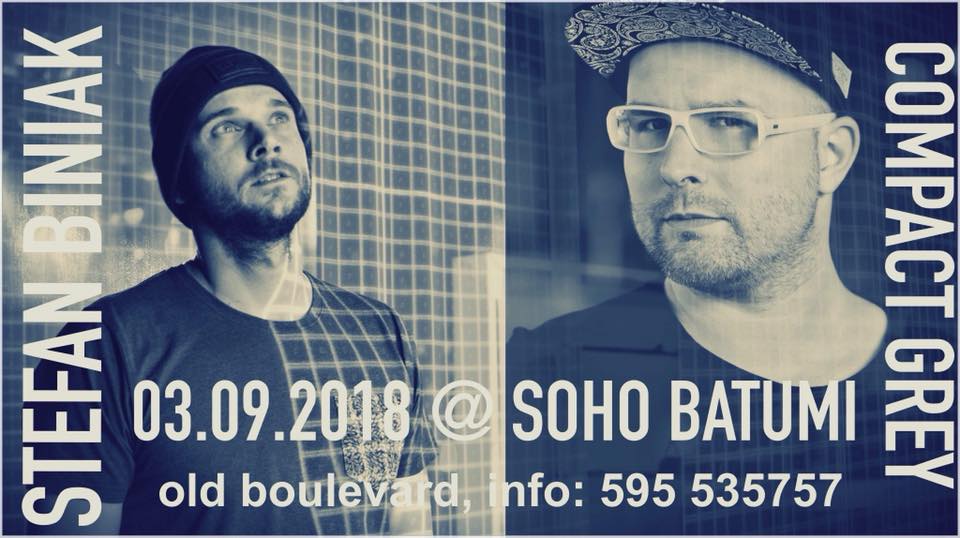 STEFAN BINIAK
COMPACT GREY
03.09.2018 @ SOHO BATUMI
old boulevard, info: 595 535757